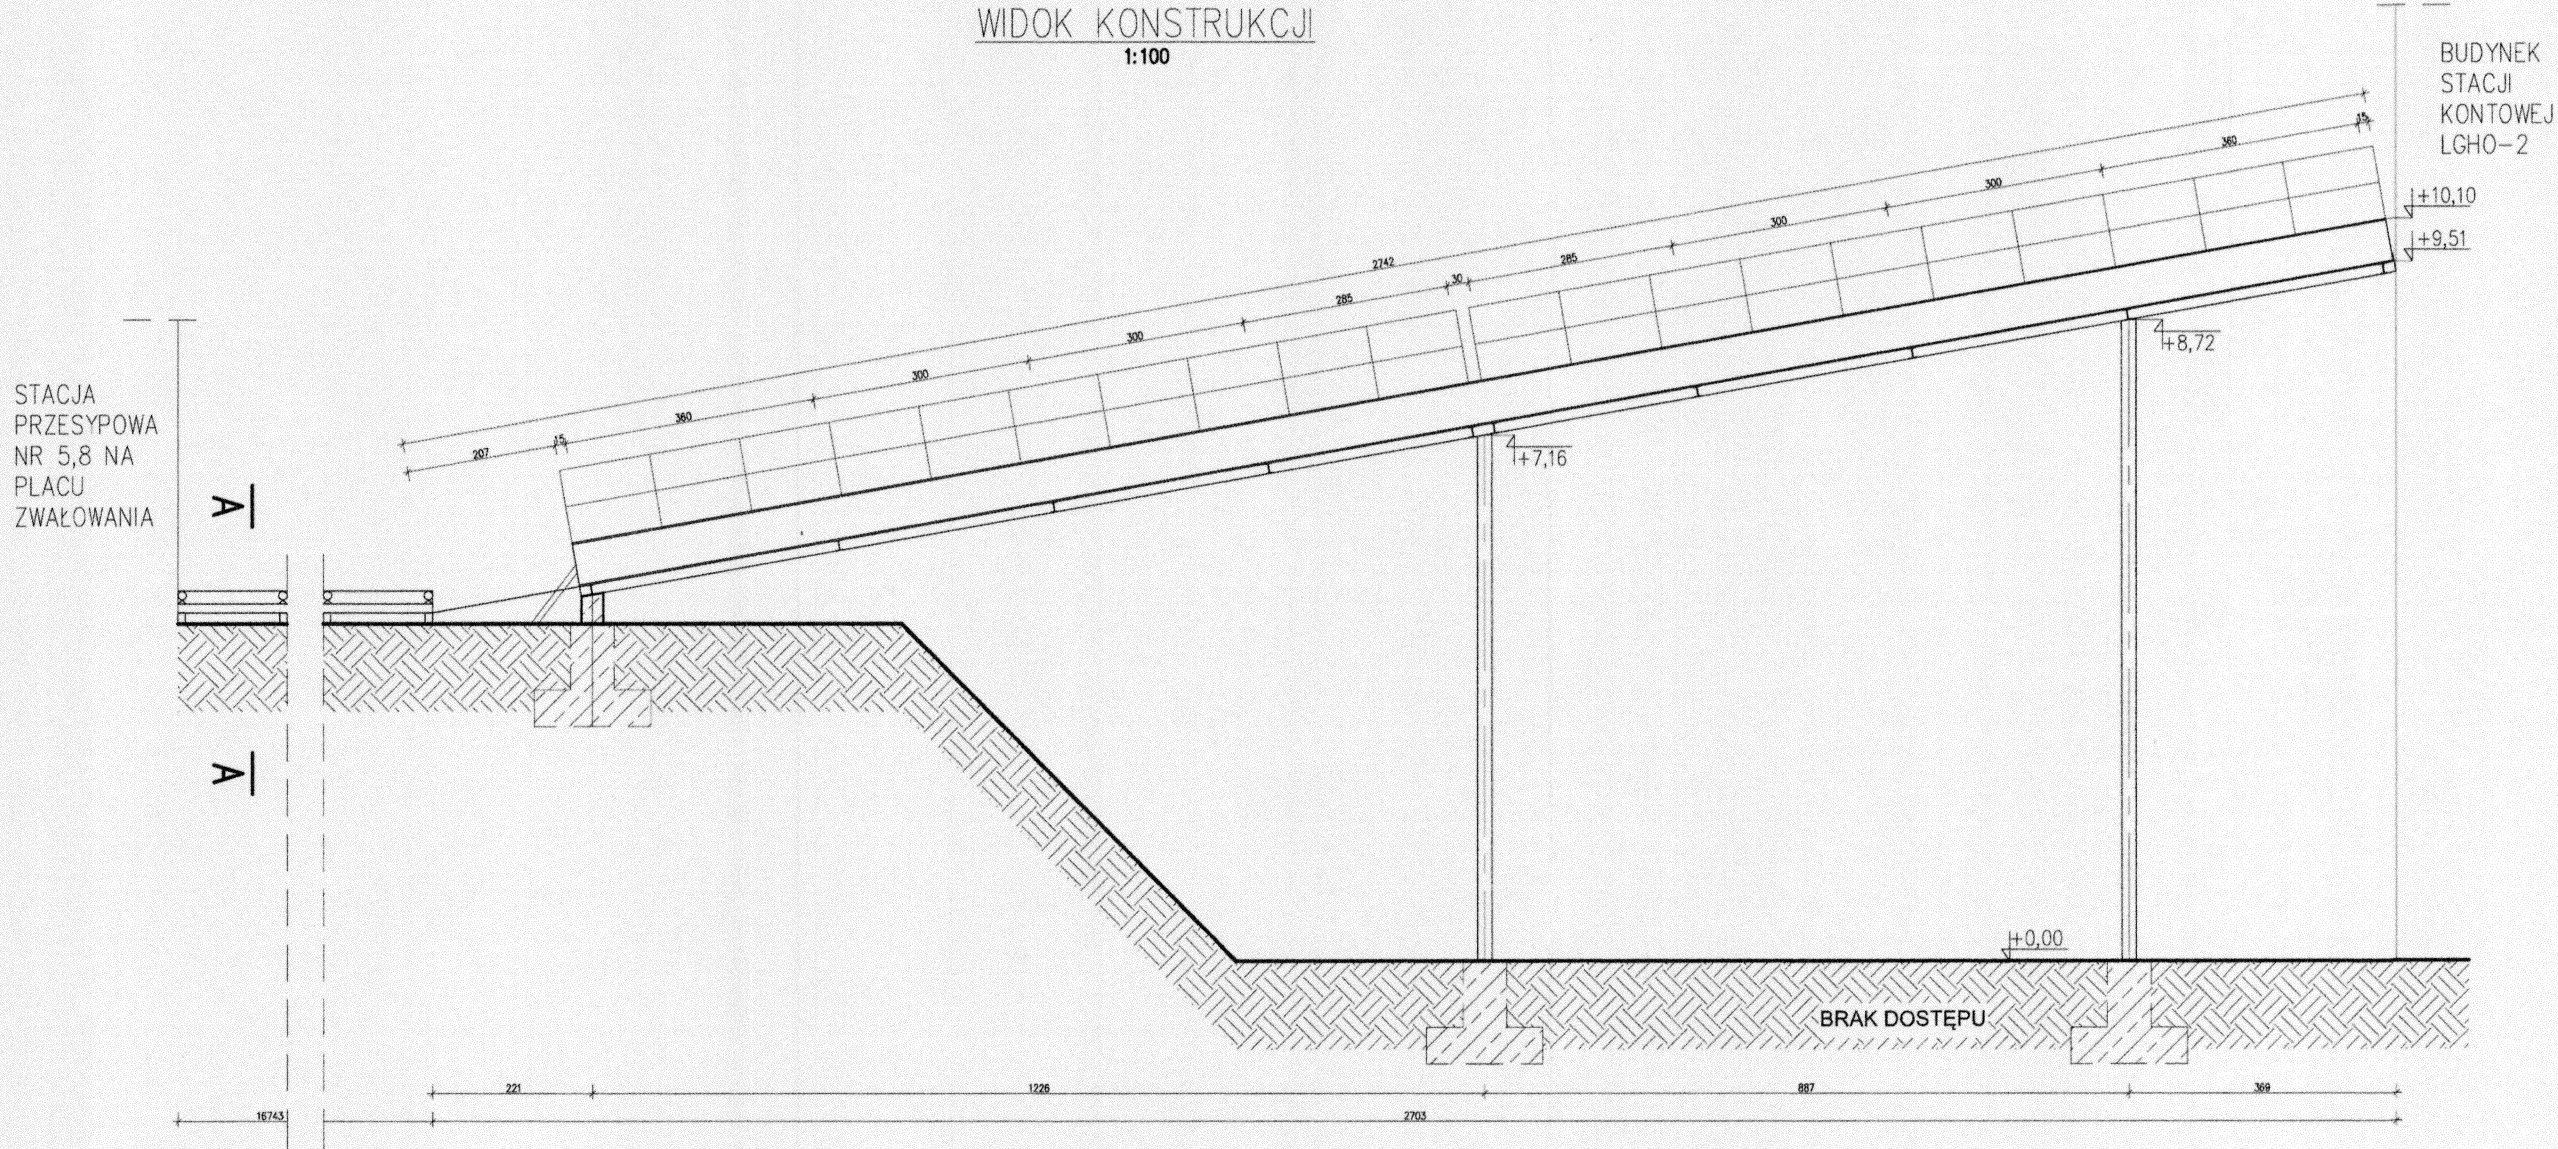 WIDOK KONSTRUKCJI
1:100
BUDYNEK
STACJI
KONTOWEJ
LGHO-2
15
360
300
300
285
30
2742
285
300
300
360
15
207
+10,10
+9,51
+8,72
+7,16
STACJA
PRZESYPOWA
NR 5,8 NA
PLACU
ZWAŁOWANIA
A
A
+0,00
BRAK DOSTĘPU
221
1226
887
369
16743
2703